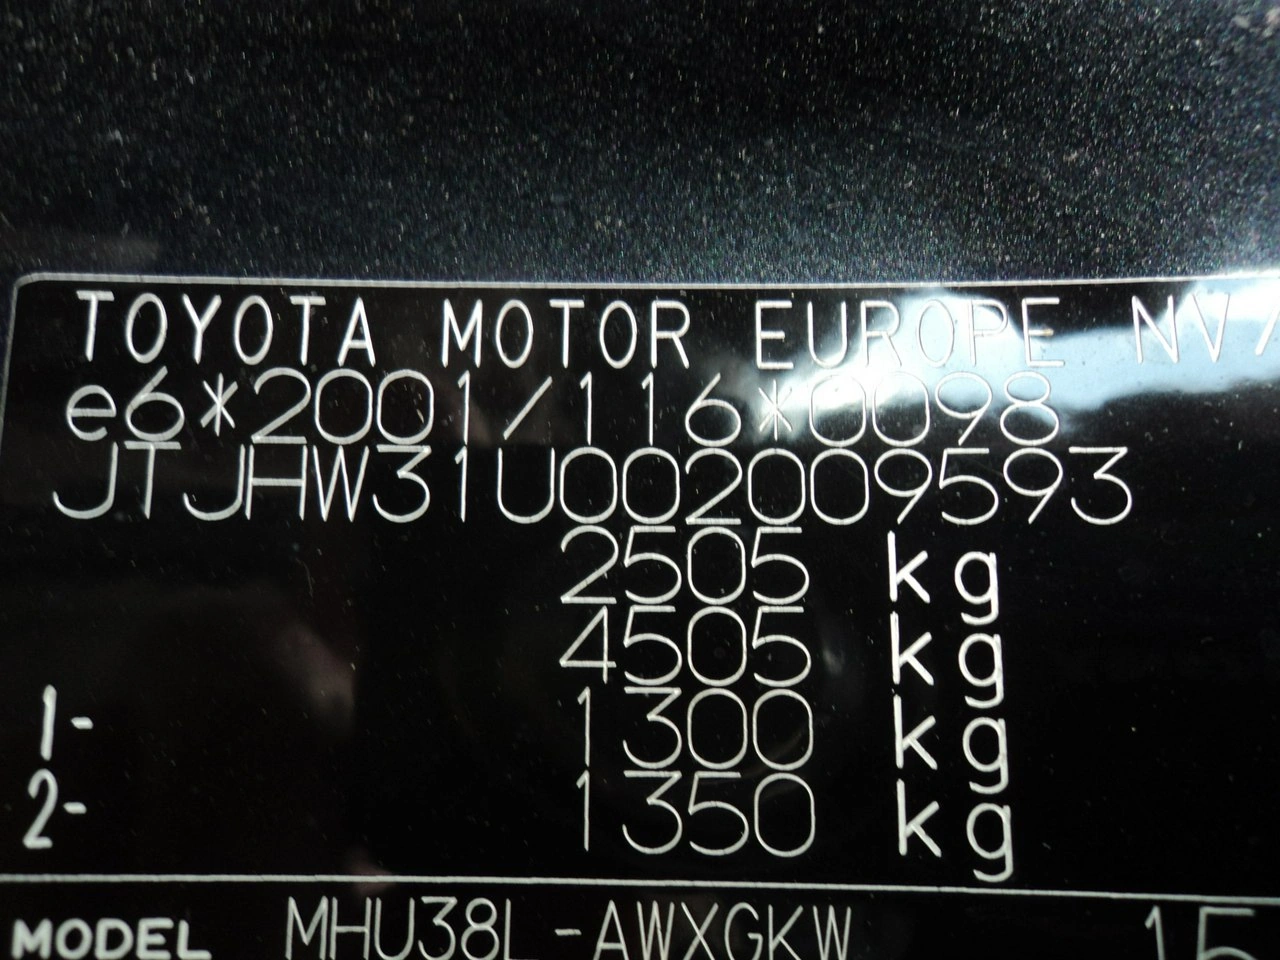 TOYOTA MOTOR EUROPE NV/
e6*2001/116*0098
JTJHW31U002009593
2505 kg
4505 kg
1- 1300 kg
2- 1350 kg
MODEL MHU38L-AWXGKW 15